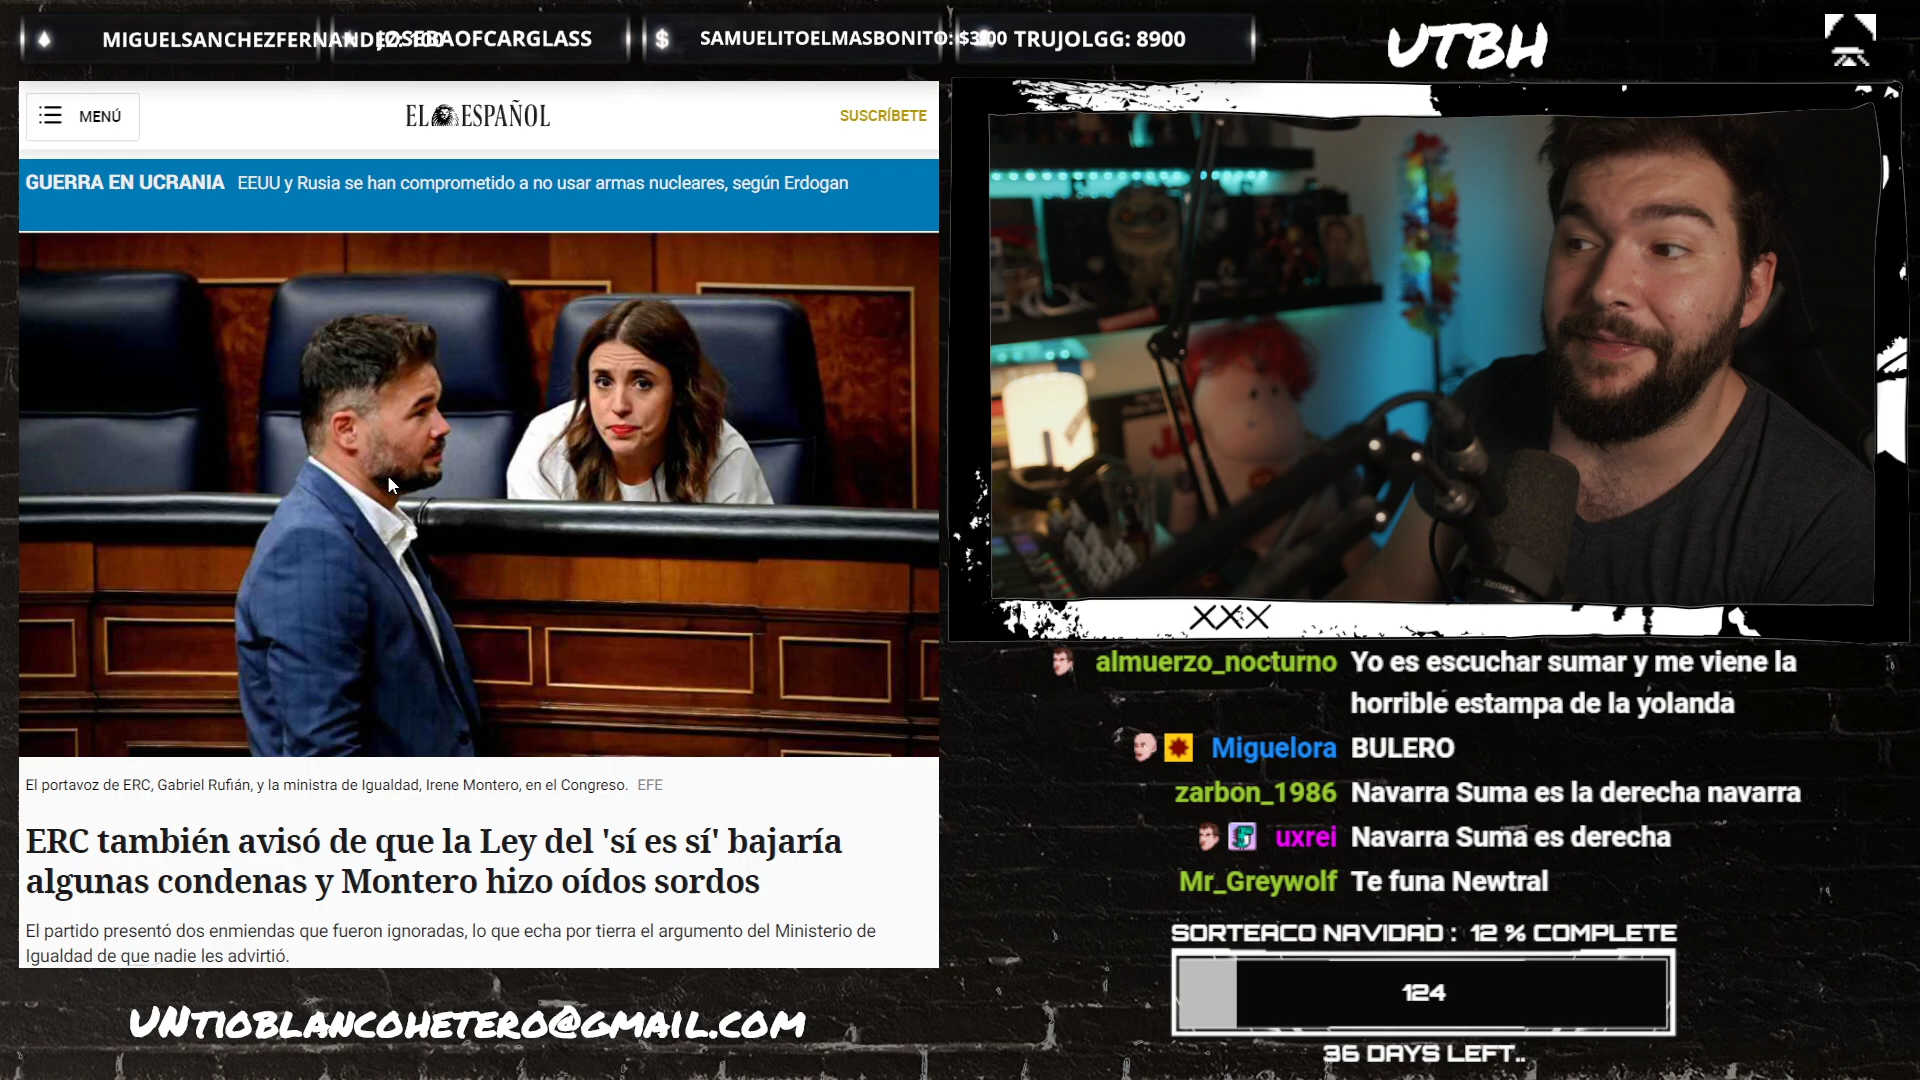 MIGUELSANCHEZFERNANDEZ: 100
JOSEBAOFCARGLASS
$ SAMUELITOELMASBONITO: $3.00
TRUJOLGG: 8900
UTBH
MENÚ
EL ESPAÑOL
SUSCRÍBETE
GUERRA EN UCRANIA EEUU y Rusia se han comprometido a no usar armas nucleares, según Erdogan
El portavoz de ERC, Gabriel Rufián, y la ministra de Igualdad, Irene Montero, en el Congreso. EFE
ERC también avisó de que la Ley del 'sí es sí' bajaría
algunas condenas y Montero hizo oídos sordos
El partido presentó dos enmiendas que fueron ignoradas, lo que echa por tierra el argumento del Ministerio de
Igualdad de que nadie les advirtió.
UNtioblancohetero@gmail.com
XXX
almuerzo_nocturno Yo es escuchar sumar y me viene la
horrible estampa de la yolanda
Miguelora BULERO
zarbon_1986 Navarra Suma es la derecha navarra
uxrei Navarra Suma es derecha
Mr_Greywolf Te funa Newtral
SORTEACO NAVIDAD : 12 % COMPLETE
124
36 DAYS LEFT..